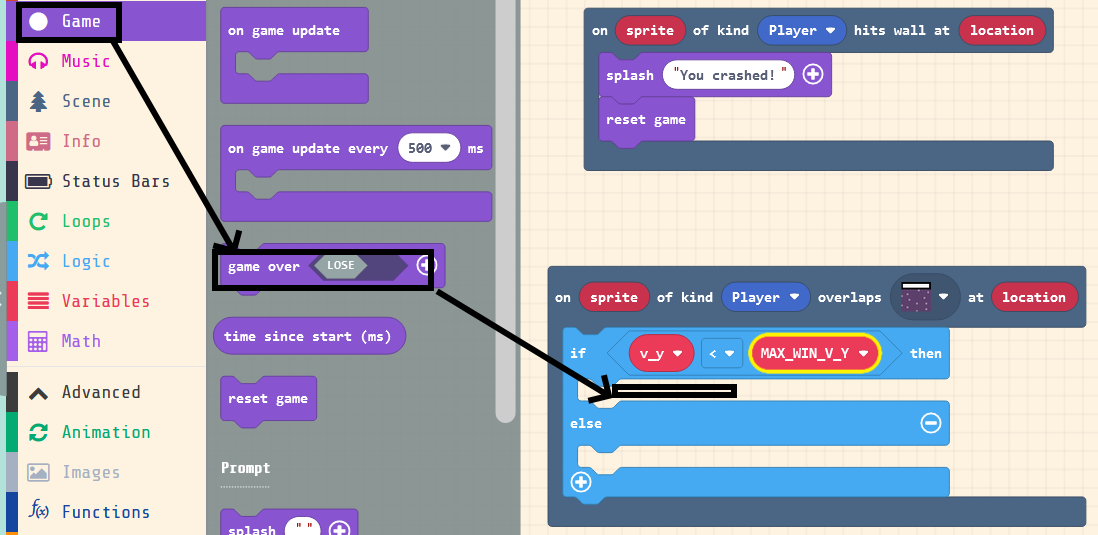 Game
Music
Scene
Info
Status Bars
Loops
Logic
Variables
Math
Advanced
Animation
Images
Functions
on game update
on game update every 500 ms
game over LOSE
time since start (ms)
reset game
Prompt
splash " "
on sprite of kind Player hits wall at location
splash "You crashed! "
reset game
on sprite of kind Player overlaps at location
if v_y < MAX_WIN_V_Y then
else